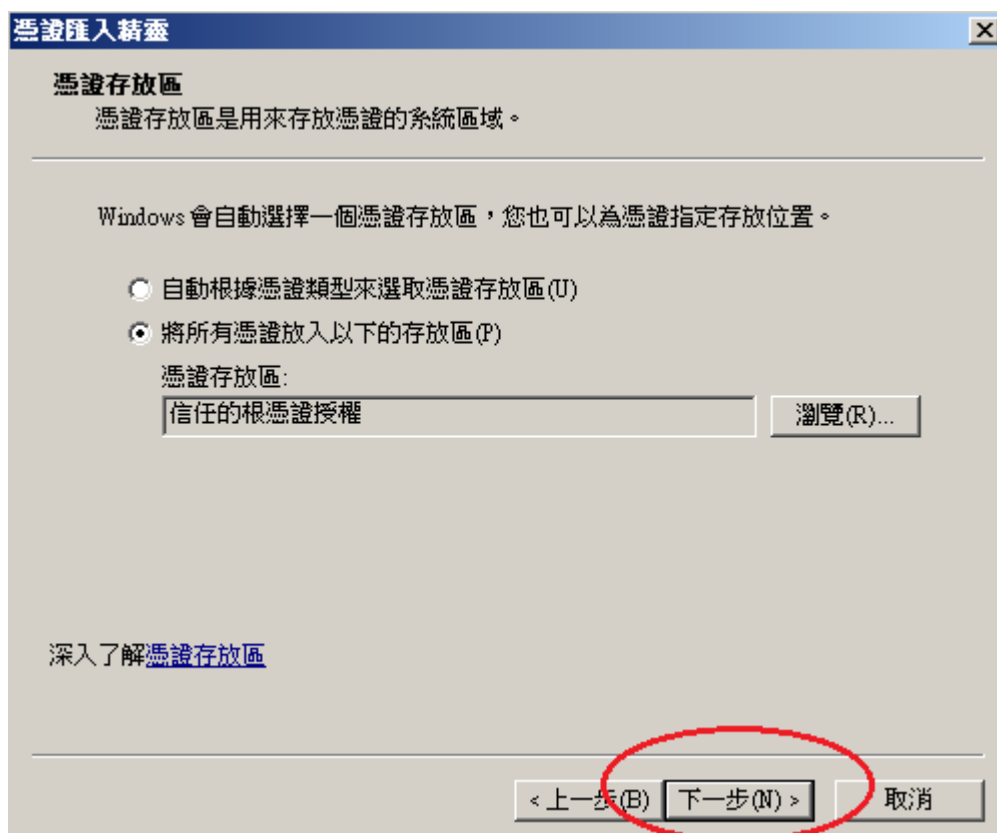 憑證匯入精靈
憑證存放區
憑證存放區是用來存放憑證的系統區域。
Windows 會自動選擇一個憑證存放區，您也可以為憑證指定存放位置。
自動根據憑證類型來選取憑證存放區(U)
將所有憑證放入以下的存放區(P)
憑證存放區:
信任的根憑證授權
瀏覽(R)...
深入了解憑證存放區
< 上一步(B)
下一步(N) >
取消